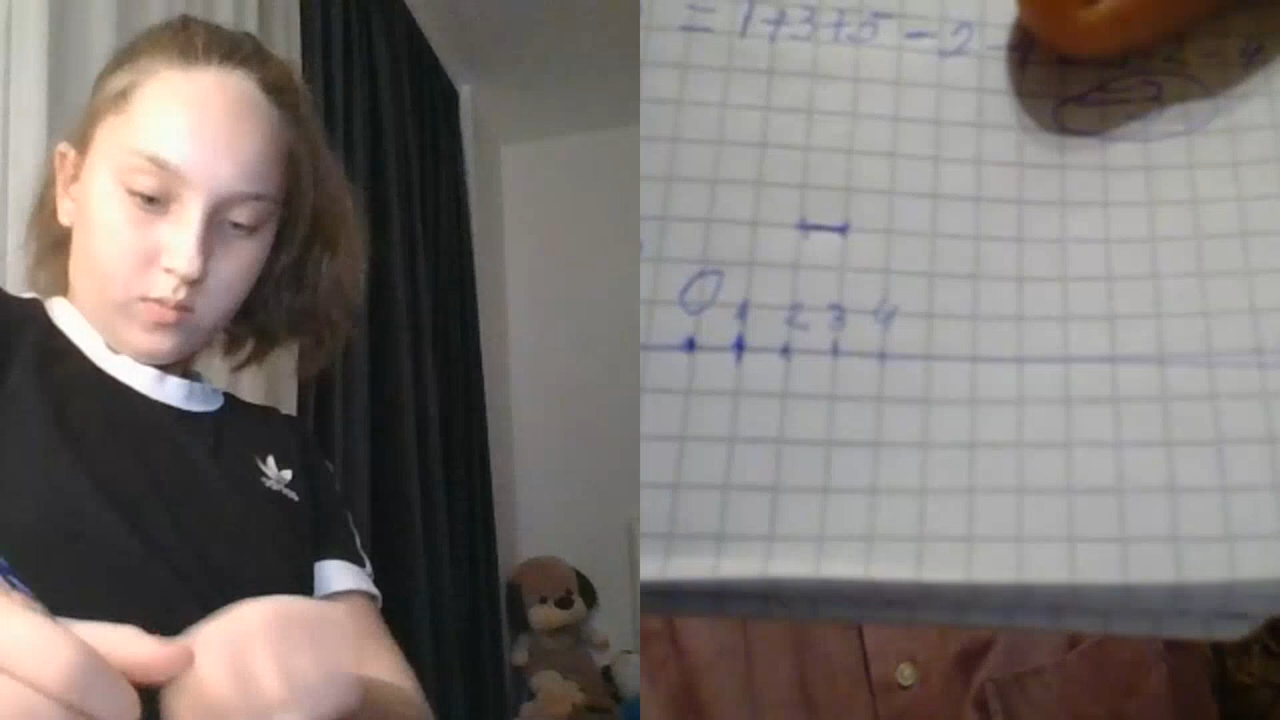 = 1+3+5-2-
0 1 2 3 4